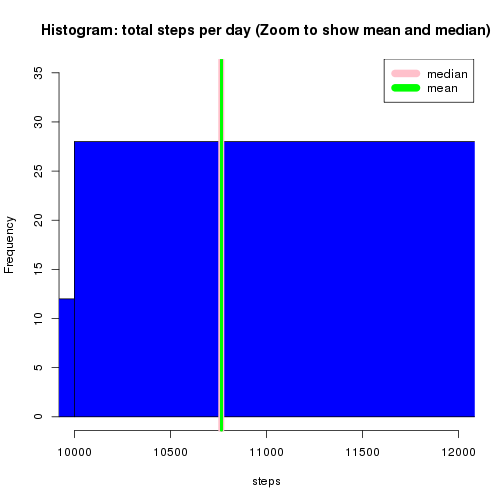 Histogram: total steps per day (Zoom to show mean and median)
median
mean
35
30
25
20
15
10
5
0
Frequency
10000 10500 11000 11500 12000
steps